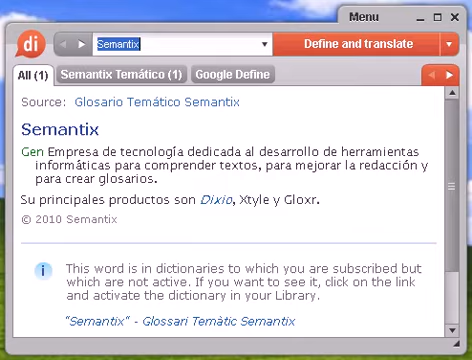 Menu
di
Semantix
Define and translate
All (1)
Semantix Temático (1)
Google Define
Source: Glosario Temático Semantix
Semantix
Gen Empresa de tecnología dedicada al desarrollo de herramientas
informáticas para comprender textos, para mejorar la redacción y
para crear glosarios.
Su principales productos son Dixio, Xtyle y Gloxr.
© 2010 Semantix
i
This word is in dictionaries to which you are subscribed but
which are not active. If you want to see it, click on the link
and activate the dictionary in your Library.
"Semantix" - Glossari Temàtic Semantix